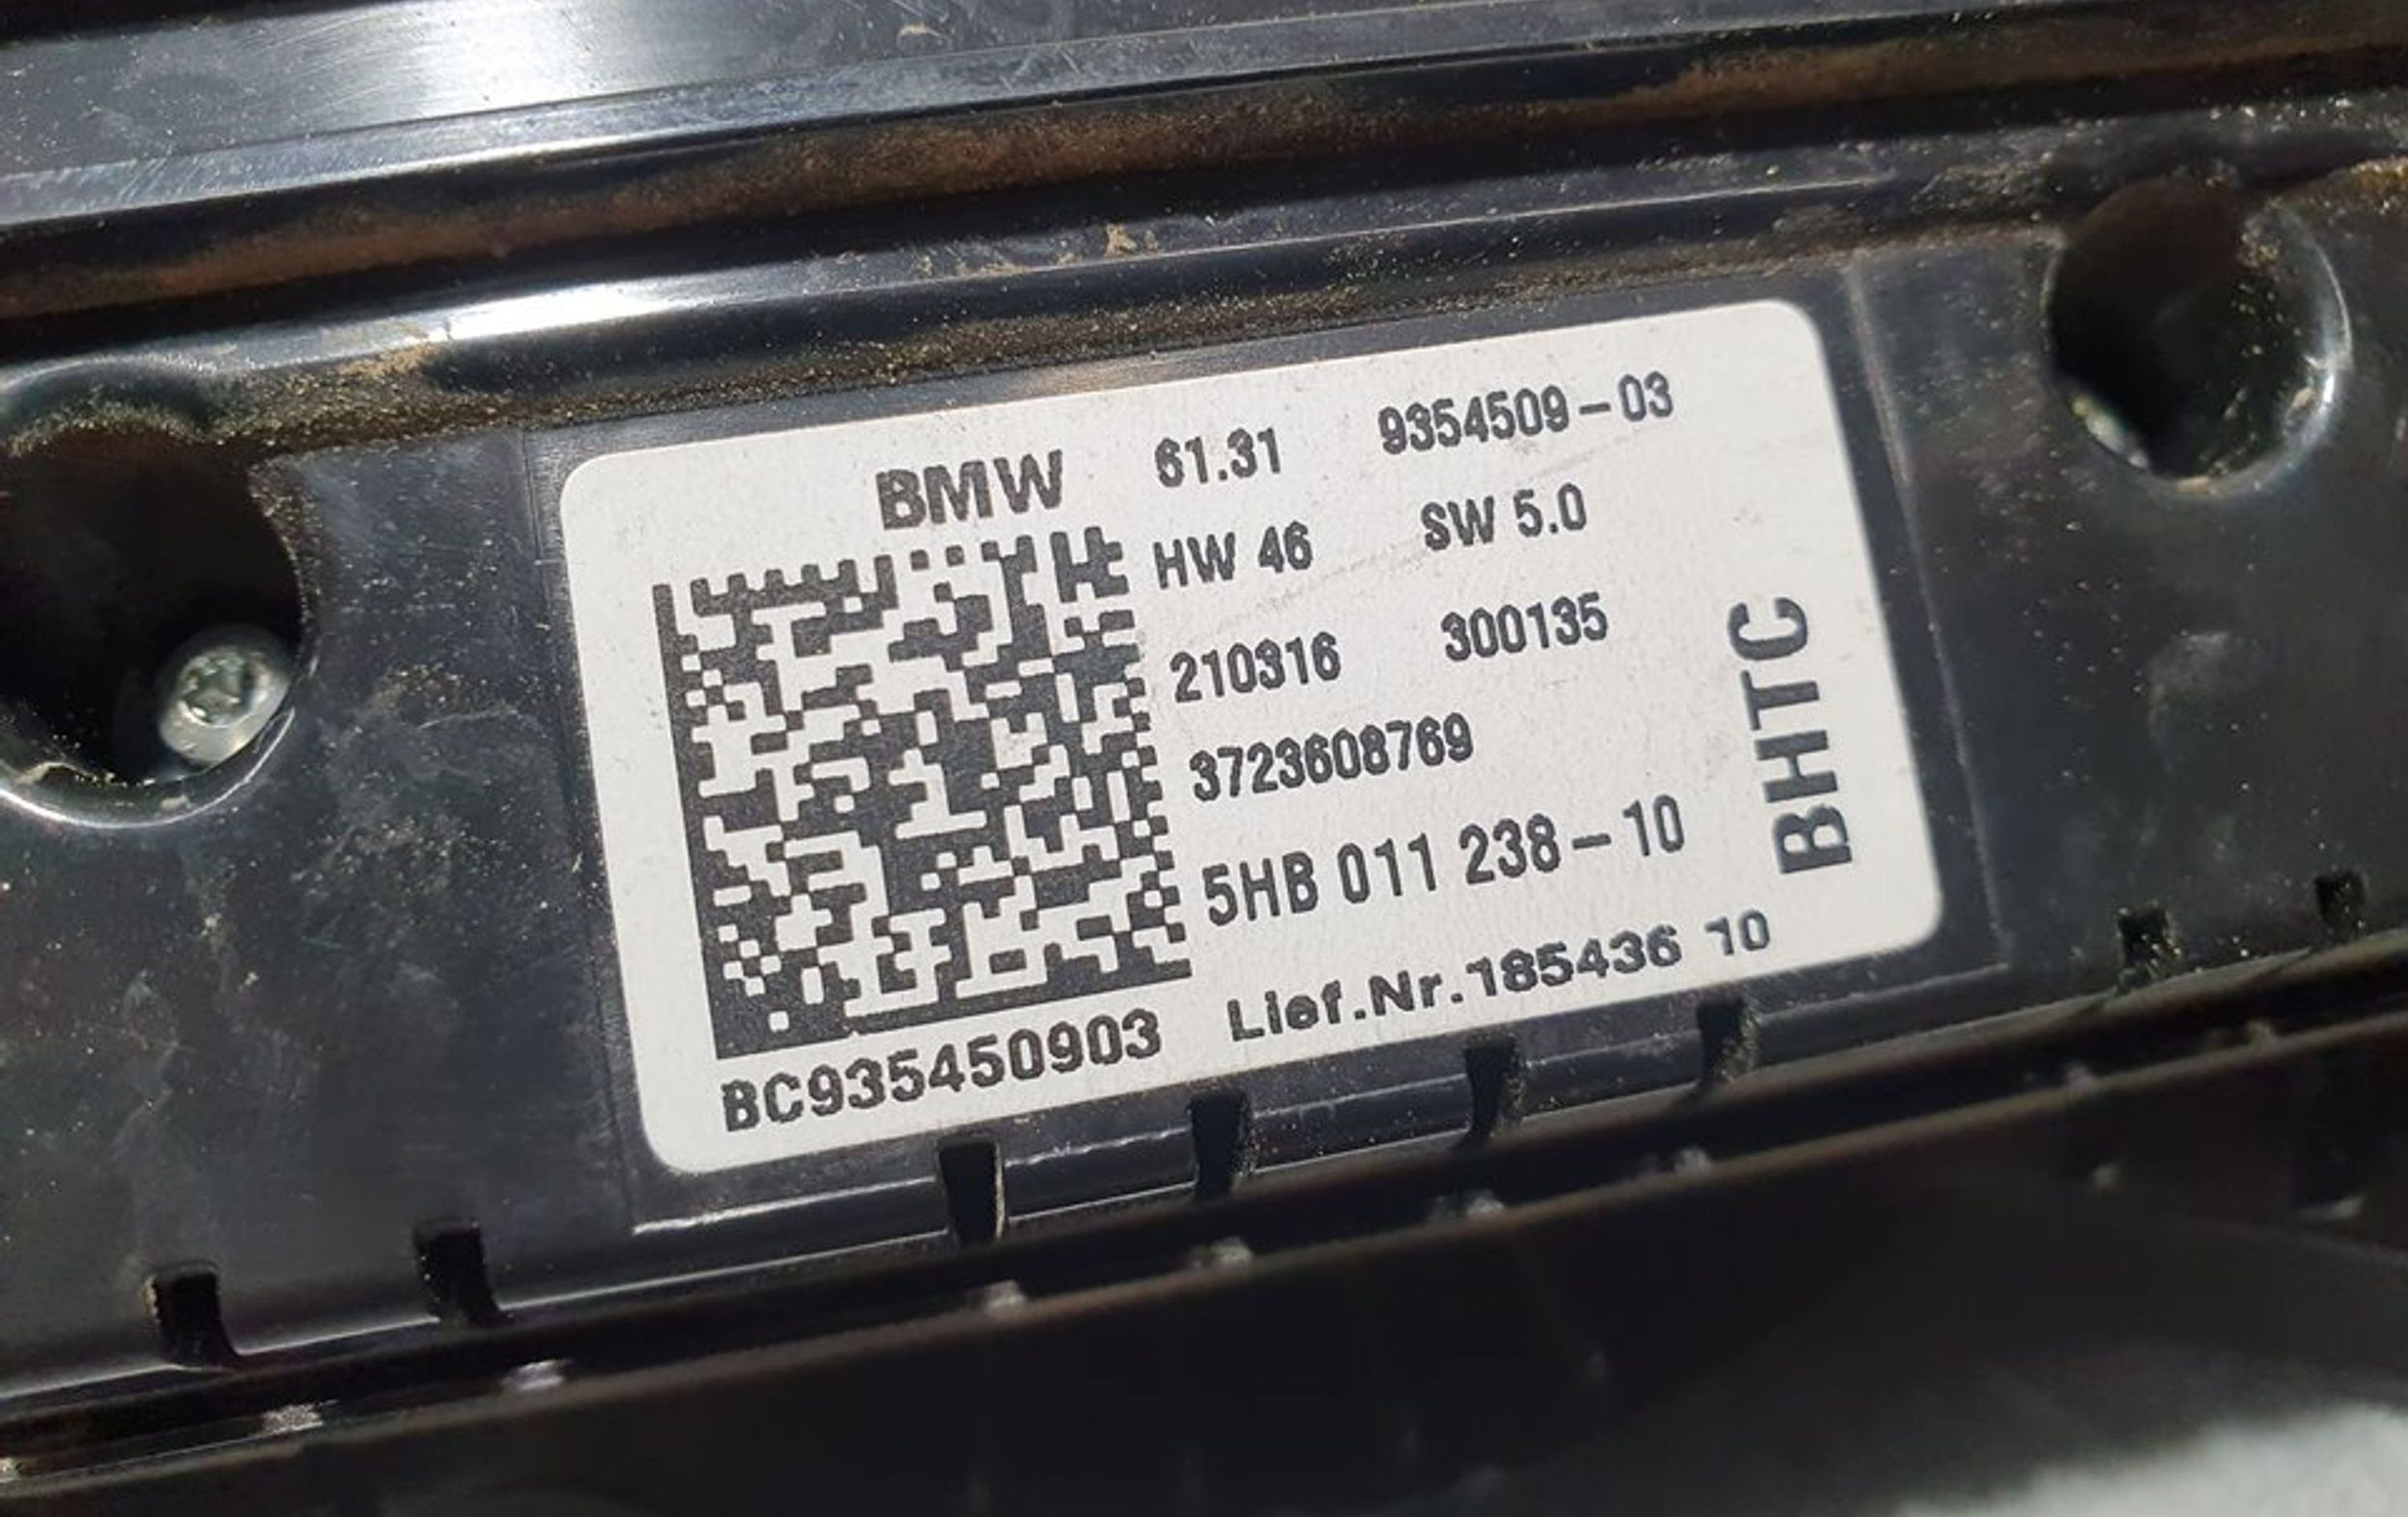 BMW 61.31 9354509-03
HW 46 SW 5.0
210316 300135
3723608769
5HB 011 238-10
BHTC
Lief.Nr.185436 10
BC935450903